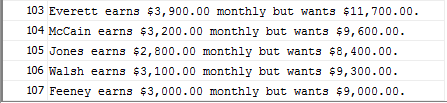 103 Everett earns $3,900.00 monthly but wants $11,700.00.
104 McCain earns $3,200.00 monthly but wants $9,600.00.
105 Jones earns $2,800.00 monthly but wants $8,400.00.
106 Walsh earns $3,100.00 monthly but wants $9,300.00.
107 Feeney earns $3,000.00 monthly but wants $9,000.00.